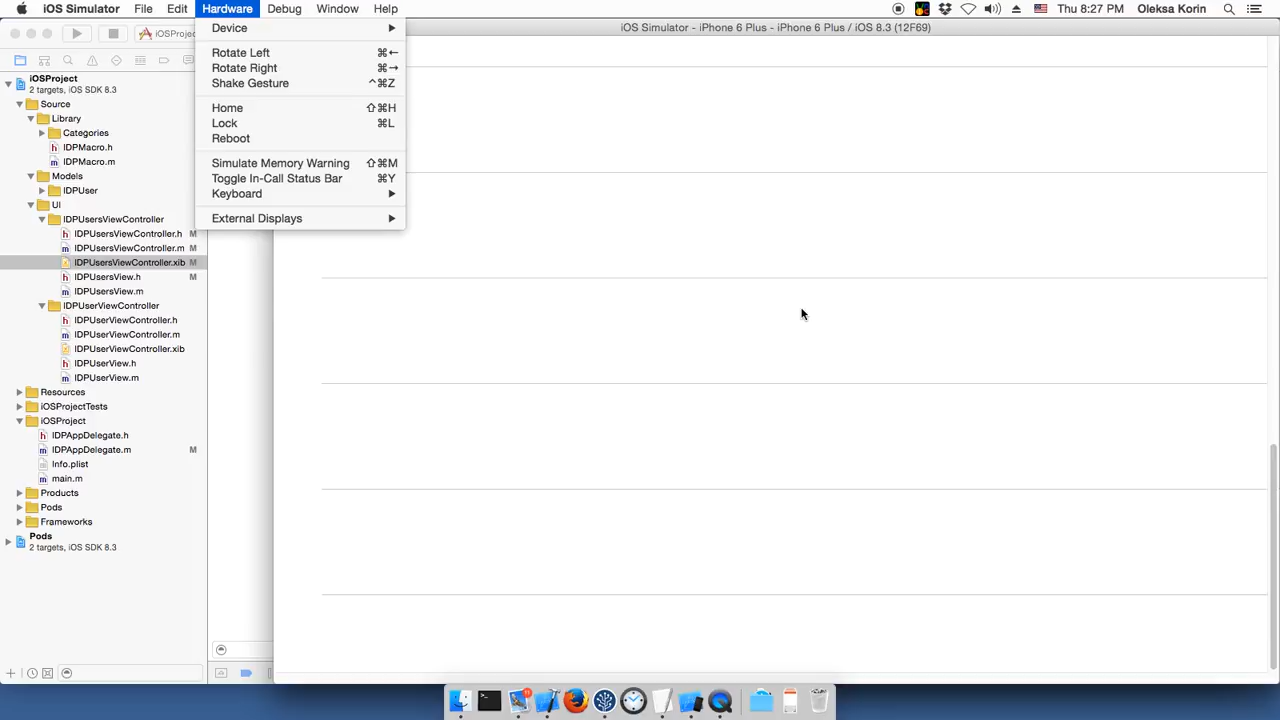 iOS Simulator File Edit Hardware Debug Window Help Thu 8:27 PM Oleksa Korin
iOS Simulator - iPhone 6 Plus - iPhone 6 Plus / iOS 8.3 (12F69)
iOSProjec
Device
Rotate Left ⌘←
Rotate Right ⌘→
Shake Gesture ^⌘Z
Home ⇧⌘H
Lock ⌘L
Reboot
Simulate Memory Warning ⇧⌘M
Toggle In-Call Status Bar ⌘Y
Keyboard
External Displays
iOSProject
2 targets, iOS SDK 8.3
Source
Library
Categories
IDPMacro.h
IDPMacro.m
Models
IDPUser
UI
IDPUsersViewController
IDPUsersViewController.h M
IDPUsersViewController.m M
IDPUsersViewController.xib M
IDPUsersView.h M
IDPUsersView.m
IDPUserViewController
IDPUserViewController.h
IDPUserViewController.m
IDPUserViewController.xib
IDPUserView.h
IDPUserView.m
Resources
iOSProjectTests
iOSProject
IDPAppDelegate.h
IDPAppDelegate.m M
Info.plist
main.m
Products
Pods
Frameworks
Pods
2 targets, iOS SDK 8.3